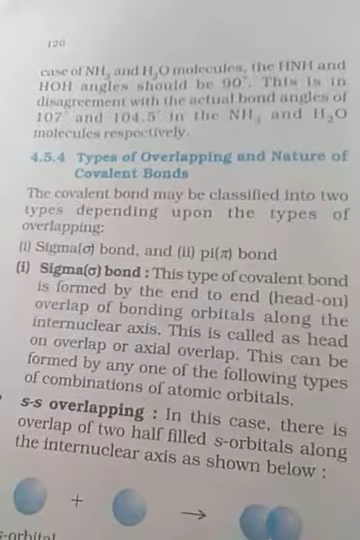 120
case of NH3 and H2O molecules, the HNH and
HOH angles should be 90°. This is in
disagreement with the actual bond angles of
107° and 104.5° in the NH3 and H2O
molecules respectively.
4.5.4 Types of Overlapping and Nature of
Covalent Bonds
The covalent bond may be classified into two
types depending upon the types of
overlapping:
(i) Sigma(σ) bond, and (ii) pi(π) bond
(i) Sigma(σ) bond : This type of covalent bond
is formed by the end to end (head-on)
overlap of bonding orbitals along the
internuclear axis. This is called as head
on overlap or axial overlap. This can be
formed by any one of the following types
of combinations of atomic orbitals.
s-s overlapping : In this case, there is
overlap of two half filled s-orbitals along
the internuclear axis as shown below :
+ →
s-orbital